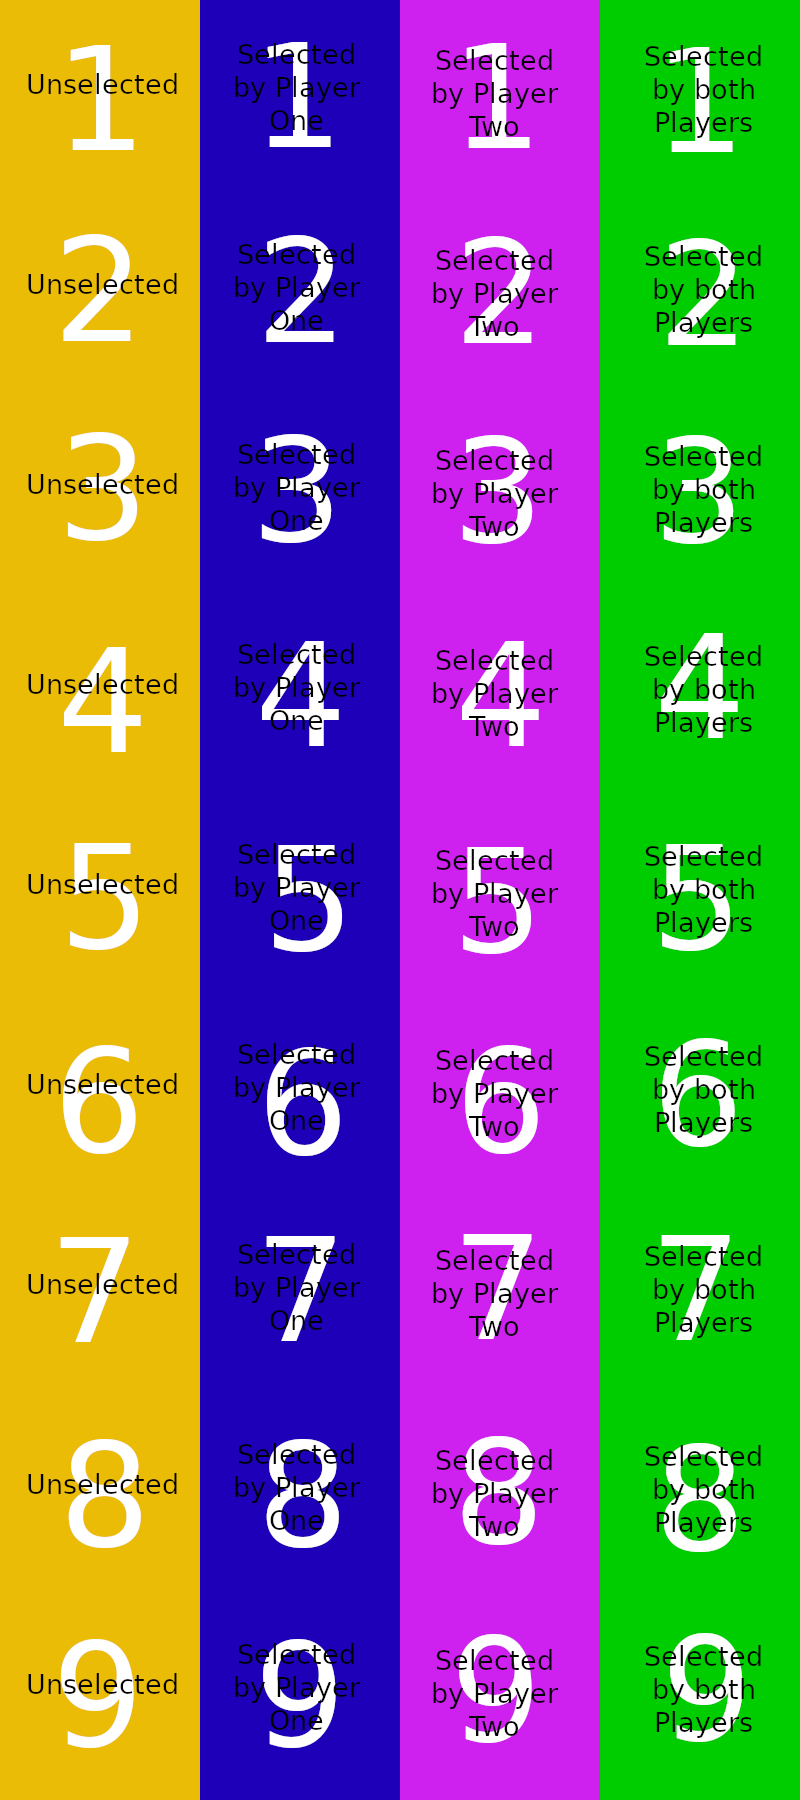 1 Unselected
1 Selected
by Player
One
1 Selected
by Player
Two
1 Selected
by both
Players
2 Unselected
2 Selected
by Player
One
2 Selected
by Player
Two
2 Selected
by both
Players
3 Unselected
3 Selected
by Player
One
3 Selected
by Player
Two
3 Selected
by both
Players
4 Unselected
4 Selected
by Player
One
4 Selected
by Player
Two
4 Selected
by both
Players
5 Unselected
5 Selected
by Player
One
5 Selected
by Player
Two
5 Selected
by both
Players
6 Unselected
6 Selected
by Player
One
6 Selected
by Player
Two
6 Selected
by both
Players
7 Unselected
7 Selected
by Player
One
7 Selected
by Player
Two
7 Selected
by both
Players
8 Unselected
8 Selected
by Player
One
8 Selected
by Player
Two
8 Selected
by both
Players
9 Unselected
9 Selected
by Player
One
9 Selected
by Player
Two
9 Selected
by both
Players